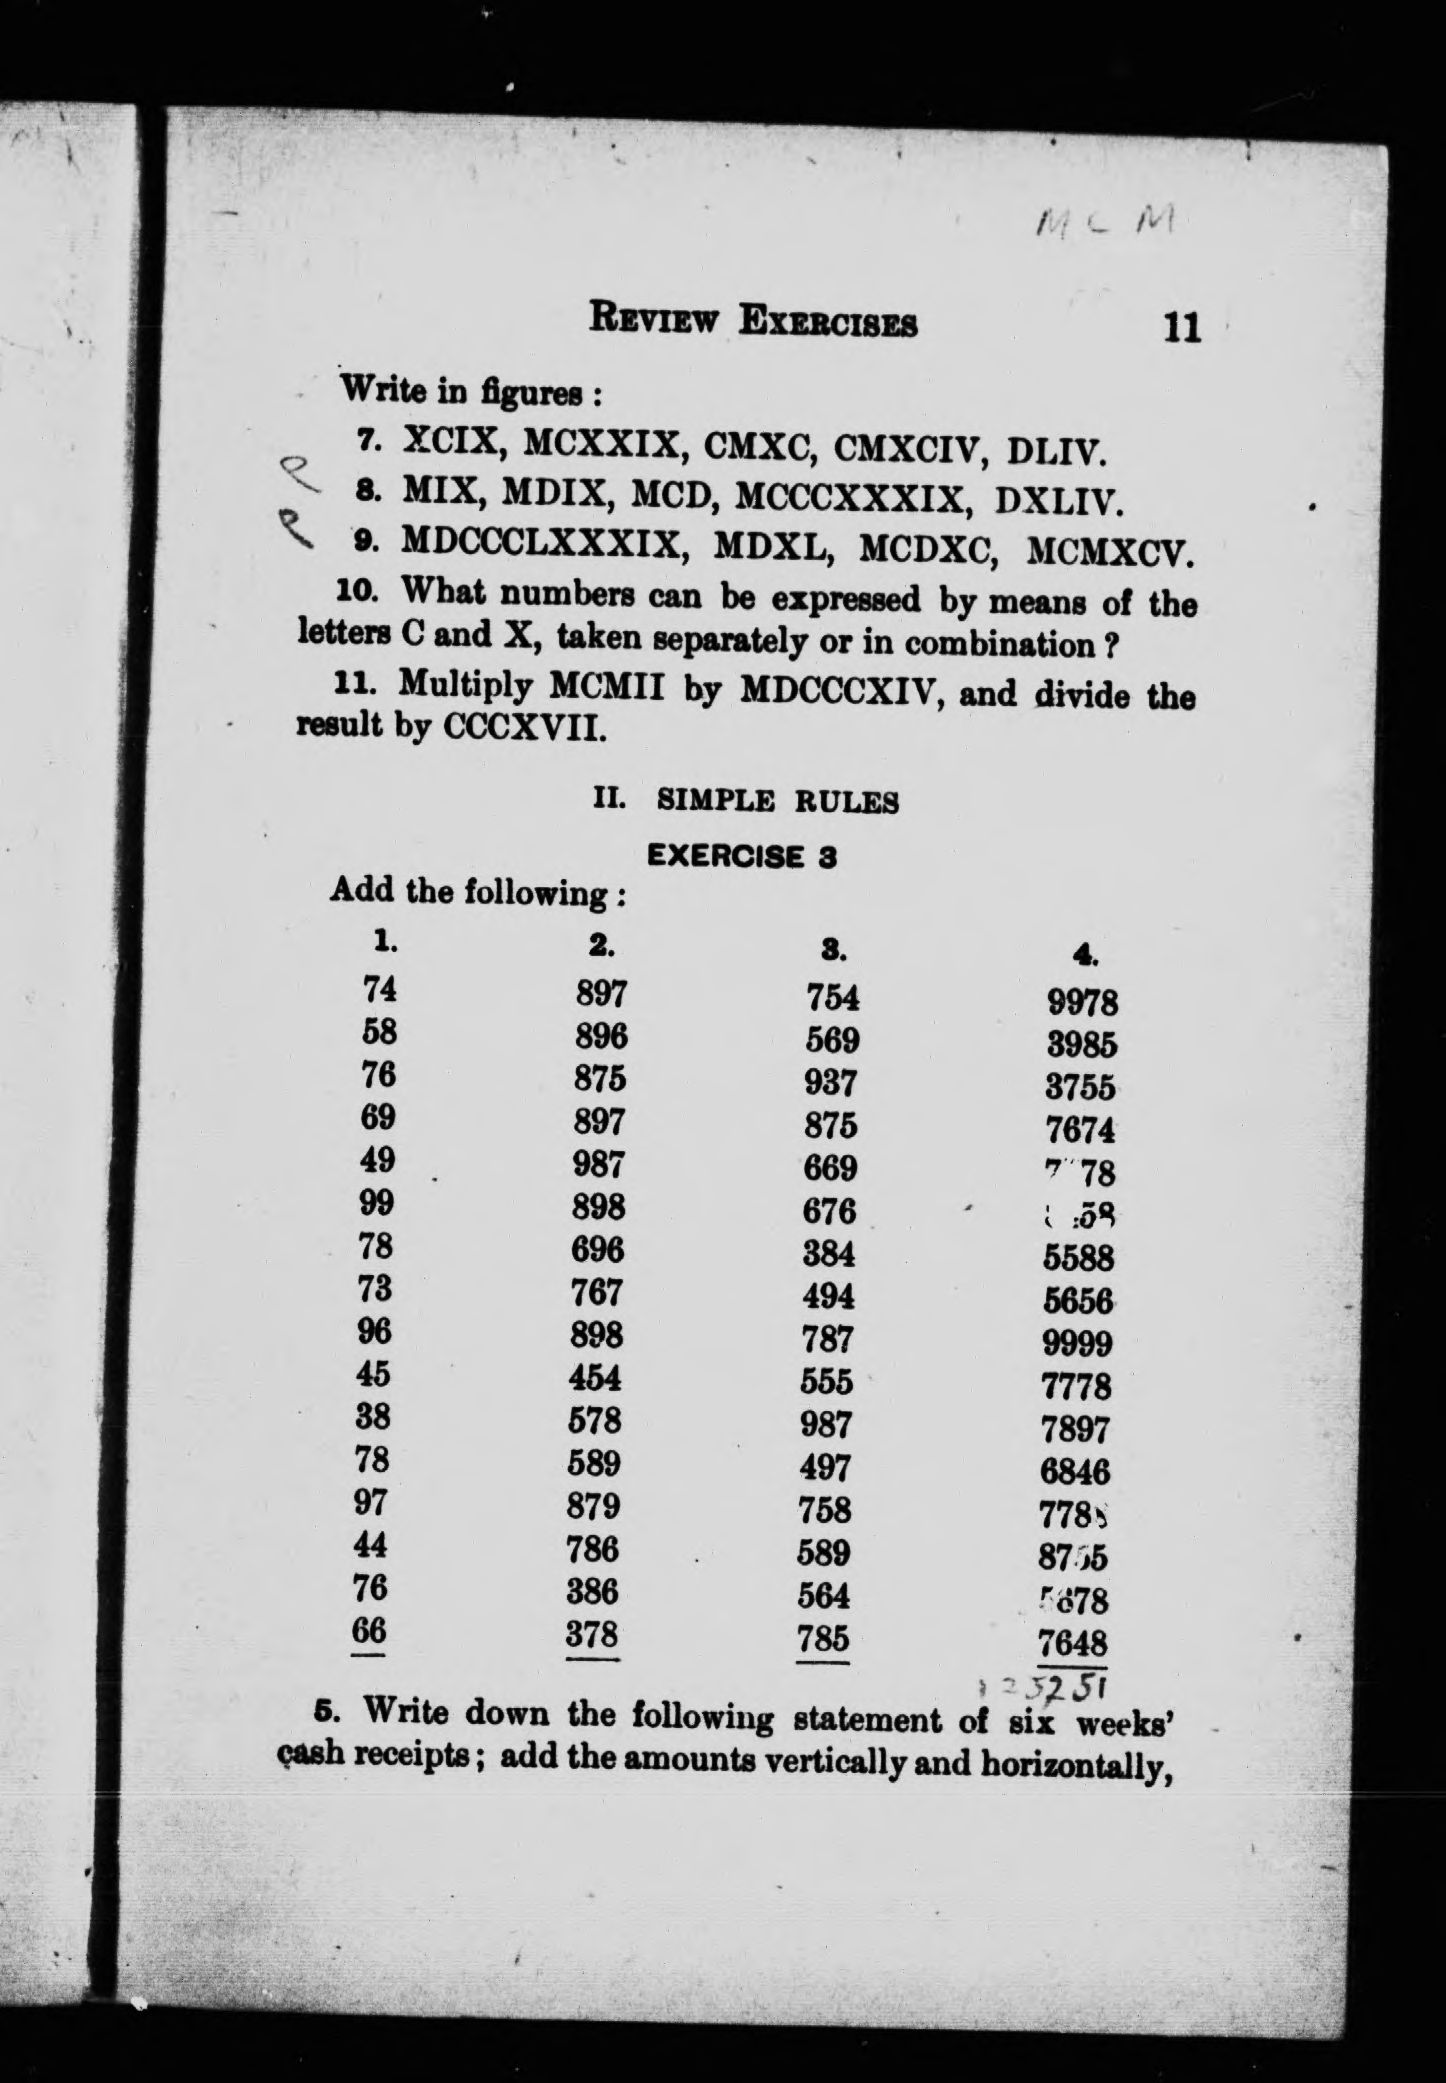 M C M
REVIEW EXERCISES 11
Write in figures :
7. XCIX, MCXXIX, CMXC, CMXCIV, DLIV.
8. MIX, MDIX, MCD, MCCCXXXIX, DXLIV.
9. MDCCCLXXXIX, MDXL, MCDXC, MCMXCV.
10. What numbers can be expressed by means of the
letters C and X, taken separately or in combination ?
11. Multiply MCMII by MDCCCXIV, and divide the
result by CCCXVII.
II. SIMPLE RULES
EXERCISE 3
Add the following :
1. 2. 3. 4.
74 897 754 9978
58 896 569 3985
76 875 937 3755
69 897 875 7674
49 987 669
99 898 676
78 696 384 5588
73 767 494 5656
96 898 787 9999
45 454 555 7778
38 578 987 7897
78 589 497 6846
97 879 758 7788
44 786 589
76 386 564
66 378 785 7648
5. Write down the following statement of six weeks'
cash receipts ; add the amounts vertically and horizontally,